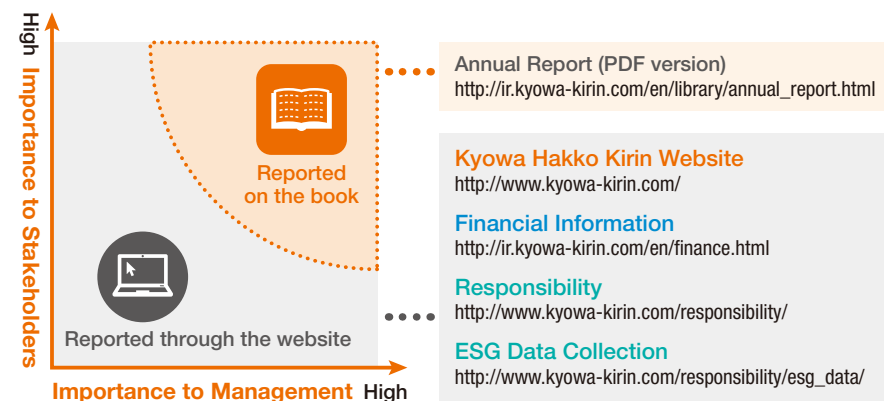 High
Importance to Stakeholders
Reported
on the book
Reported through the website
Importance to Management High
Annual Report (PDF version)
http://ir.kyowa-kirin.com/en/library/annual_report.html
Kyowa Hakko Kirin Website
http://www.kyowa-kirin.com/
Financial Information
http://ir.kyowa-kirin.com/en/finance.html
Responsibility
http://www.kyowa-kirin.com/responsibility/
ESG Data Collection
http://www.kyowa-kirin.com/responsibility/esg_data/